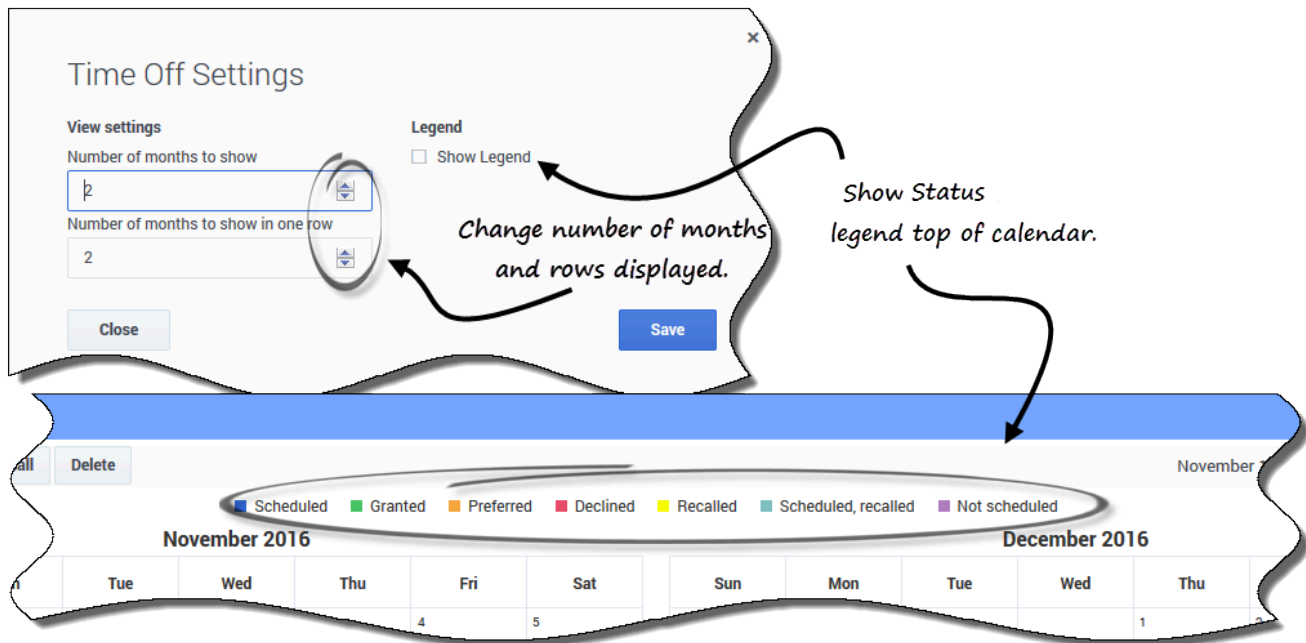 ×
Time Off Settings
View settings
Legend
Number of months to show
Show Legend
2
Number of months to show in one row
2
Change number of months
and rows displayed.
Show Status
legend top of calendar.
Close
Save
Delete
November
Scheduled
Granted
Preferred
Declined
Recalled
Scheduled, recalled
Not scheduled
November 2016
December 2016
Tue
Wed
Thu
Fri
Sat
Sun
Mon
Tue
Wed
Thu
4
5
1